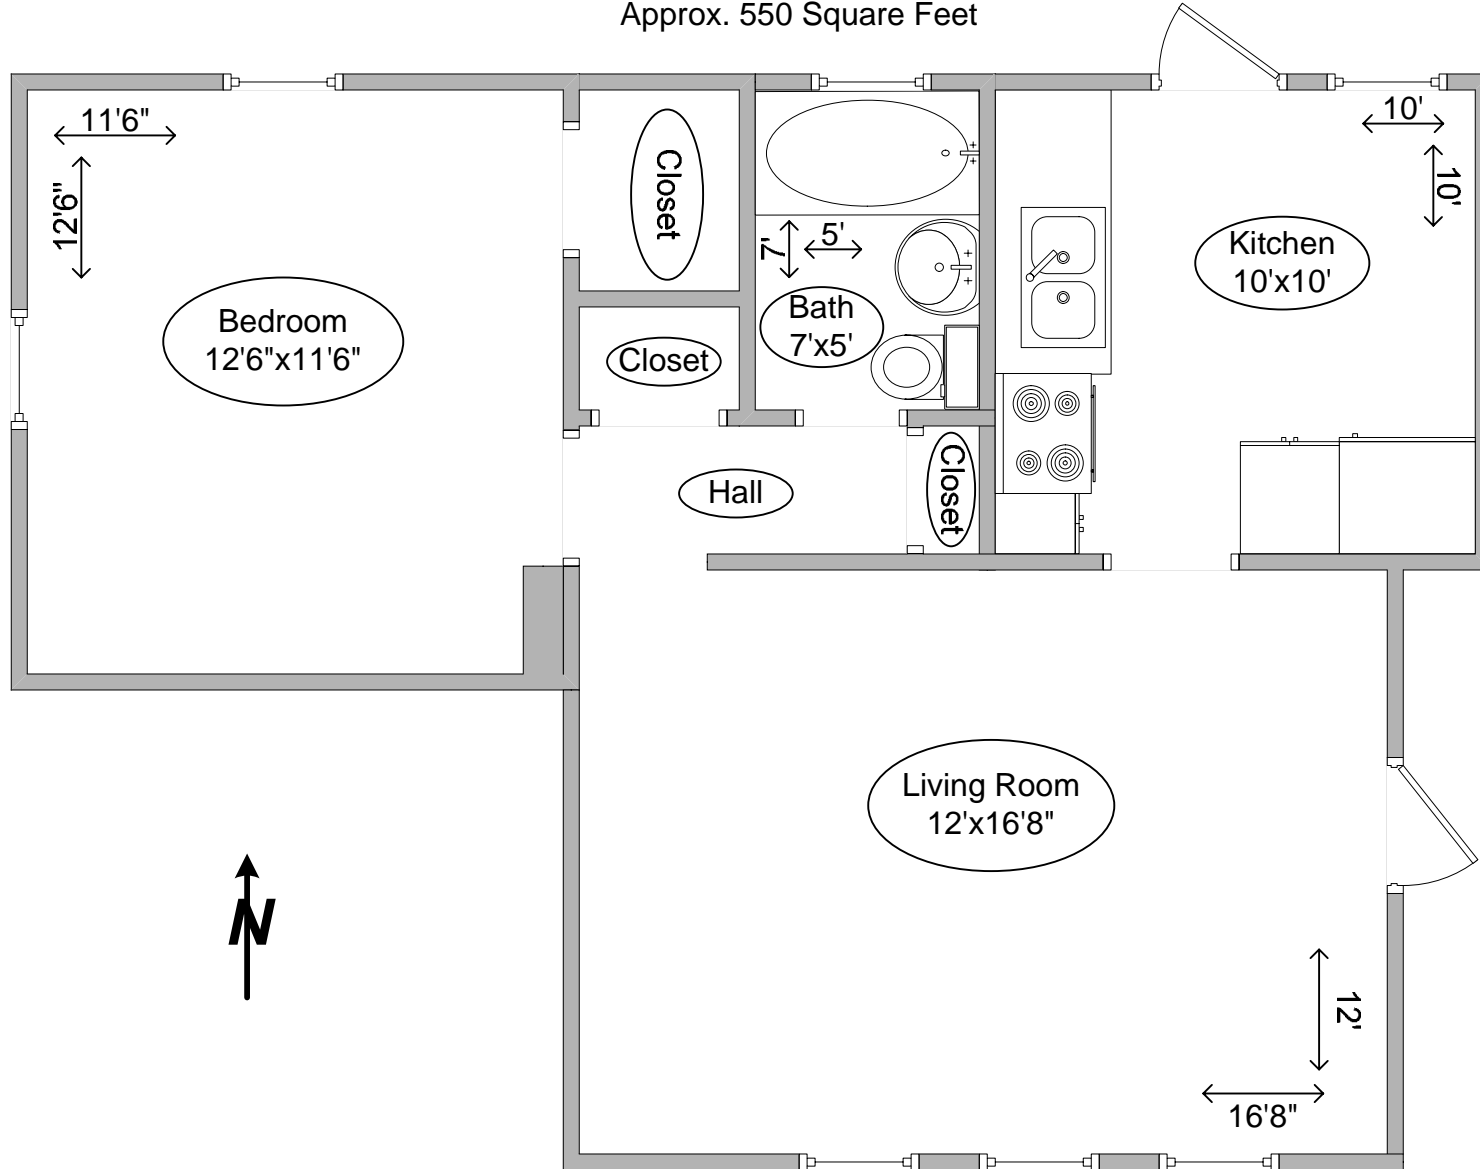 Approx. 550 Square Feet
11'6"
12'6"
Bedroom
12'6"x11'6"
Closet
Closet
7'
5'
Bath
7'x5'
10'
10'
Kitchen
10'x10'
Hall
Closet
Living Room
12'x16'8"
N
12'
16'8"